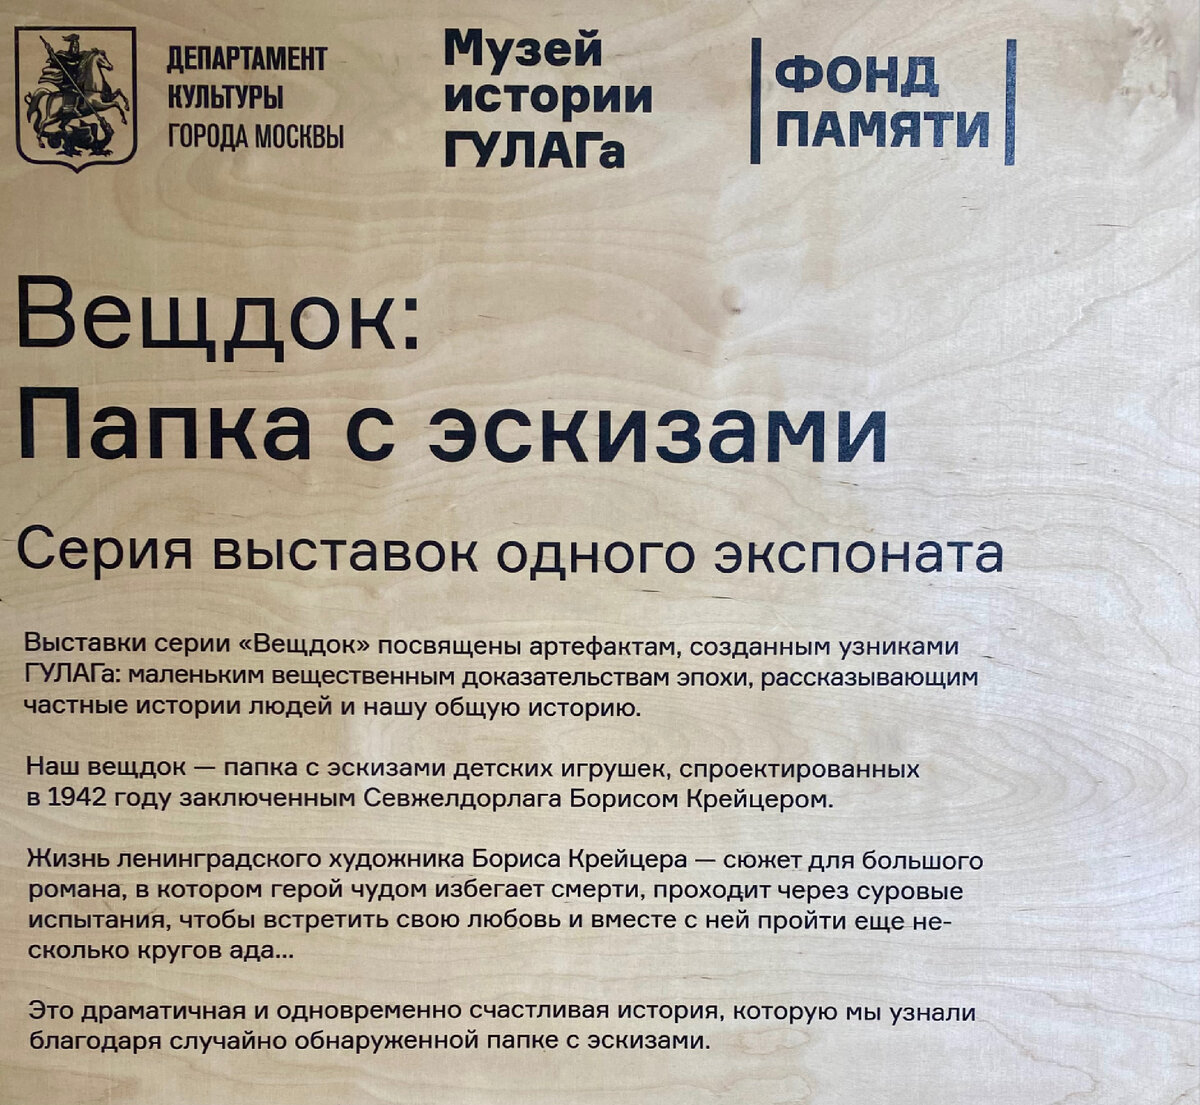 ДЕПАРТАМЕНТ
КУЛЬТУРЫ
ГОРОДА МОСКВЫ
Музей
истории
ГУЛАГа
ФОНД
ПАМЯТИ
Вещдок:
Папка с эскизами
Серия выставок одного экспоната
Выставки серии «Вещдок» посвящены артефактам, созданным узниками
ГУЛАГа: маленьким вещественным доказательствам эпохи, рассказывающим
частные истории людей и нашу общую историю.
Наш вещдок — папка с эскизами детских игрушек, спроектированных
в 1942 году заключенным Севжелдорлага Борисом Крейцером.
Жизнь ленинградского художника Бориса Крейцера — сюжет для большого
романа, в котором герой чудом избегает смерти, проходит через суровые
испытания, чтобы встретить свою любовь и вместе с ней пройти еще не-
сколько кругов ада...
Это драматичная и одновременно счастливая история, которую мы узнали
благодаря случайно обнаруженной папке с эскизами.